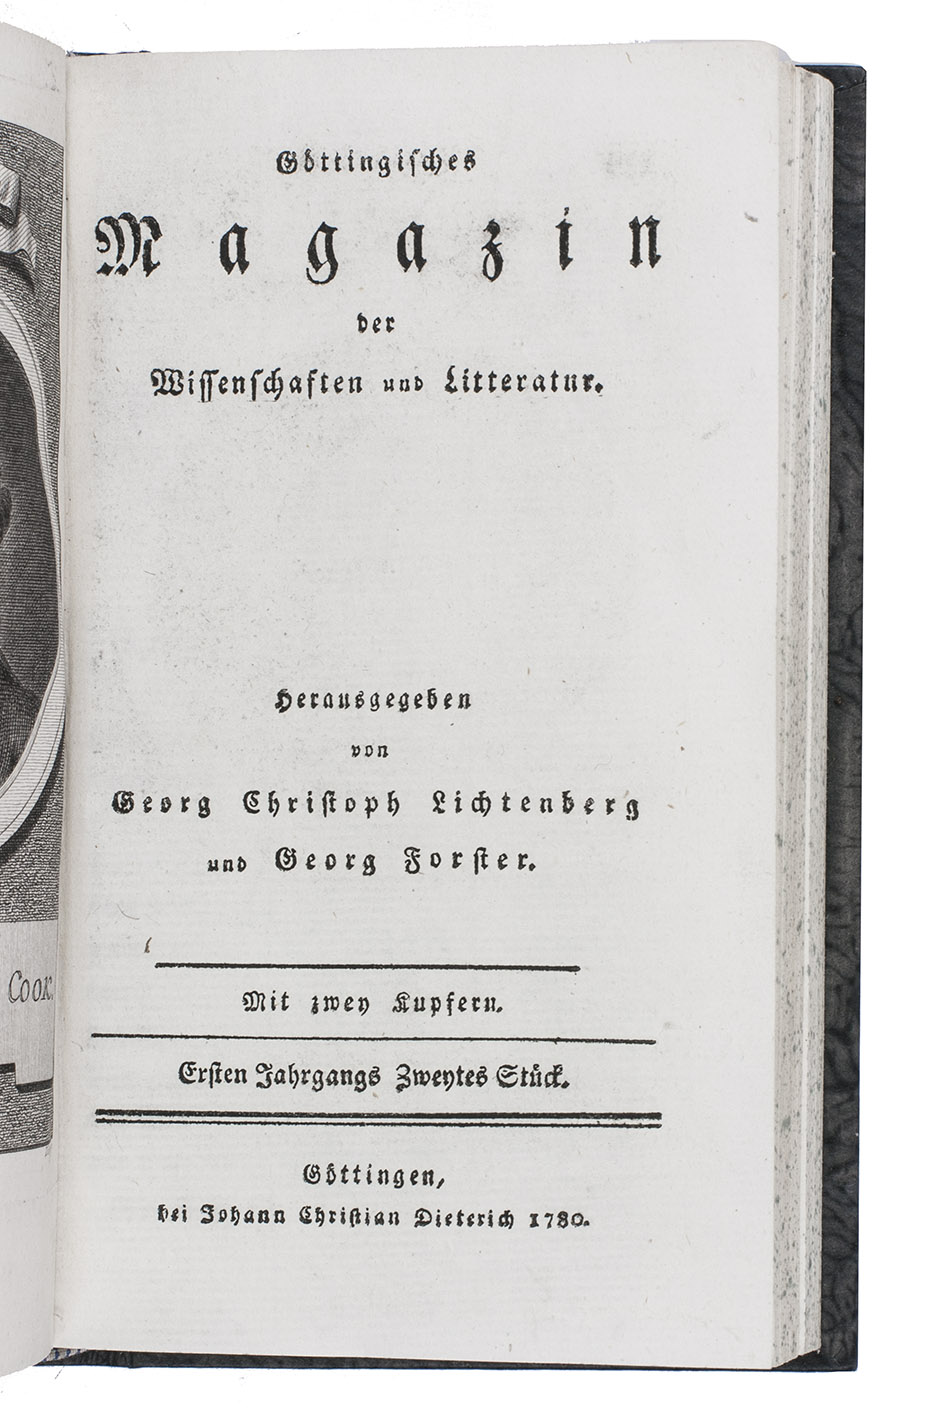 Göttingisches
Magazin
der
Wissenschaften und Litteratur.
Herausgegeben
von
Georg Christoph Lichtenberg
und Georg Forster.
Mit zwey Kupfern.
Ersten Jahrgangs Zweytes Stück.
Göttingen,
bei Johann Christian Dieterich 1780.
Cook.